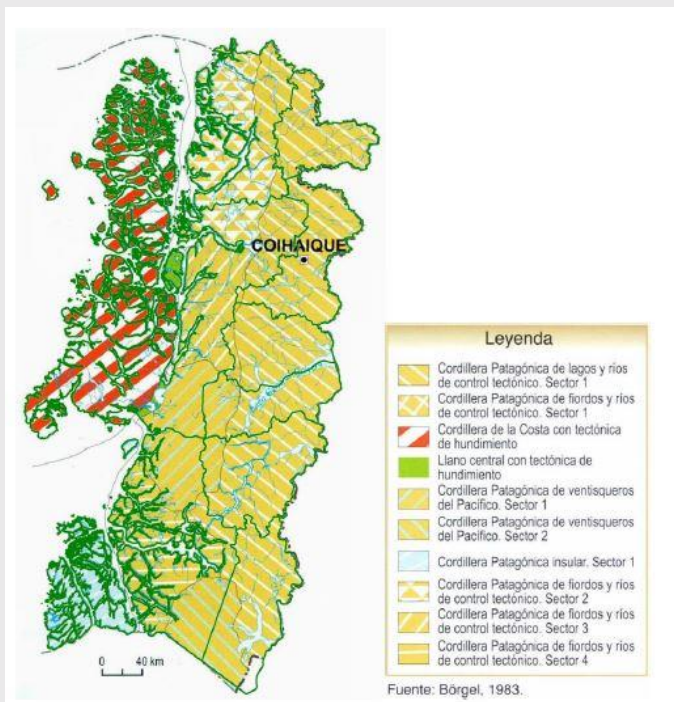 COIHAIQUE
0 40 km
Leyenda
Cordillera Patagónica de lagos y ríos
de control tectónico. Sector 1
Cordillera Patagónica de fiordos y ríos
de control tectónico. Sector 1
Cordillera de la Costa con tectónica
de hundimiento
Llano central con tectónica de
hundimiento
Cordillera Patagónica de ventisqueros
del Pacífico. Sector 1
Cordillera Patagónica de ventisqueros
del Pacífico. Sector 2
Cordillera Patagónica insular. Sector 1
Cordillera Patagónica de fiordos y ríos
de control tectónico. Sector 2
Cordillera Patagónica de fiordos y ríos
de control tectónico. Sector 3
Cordillera Patagónica de fiordos y ríos
de control tectónico. Sector 4
Fuente: Börgel, 1983.